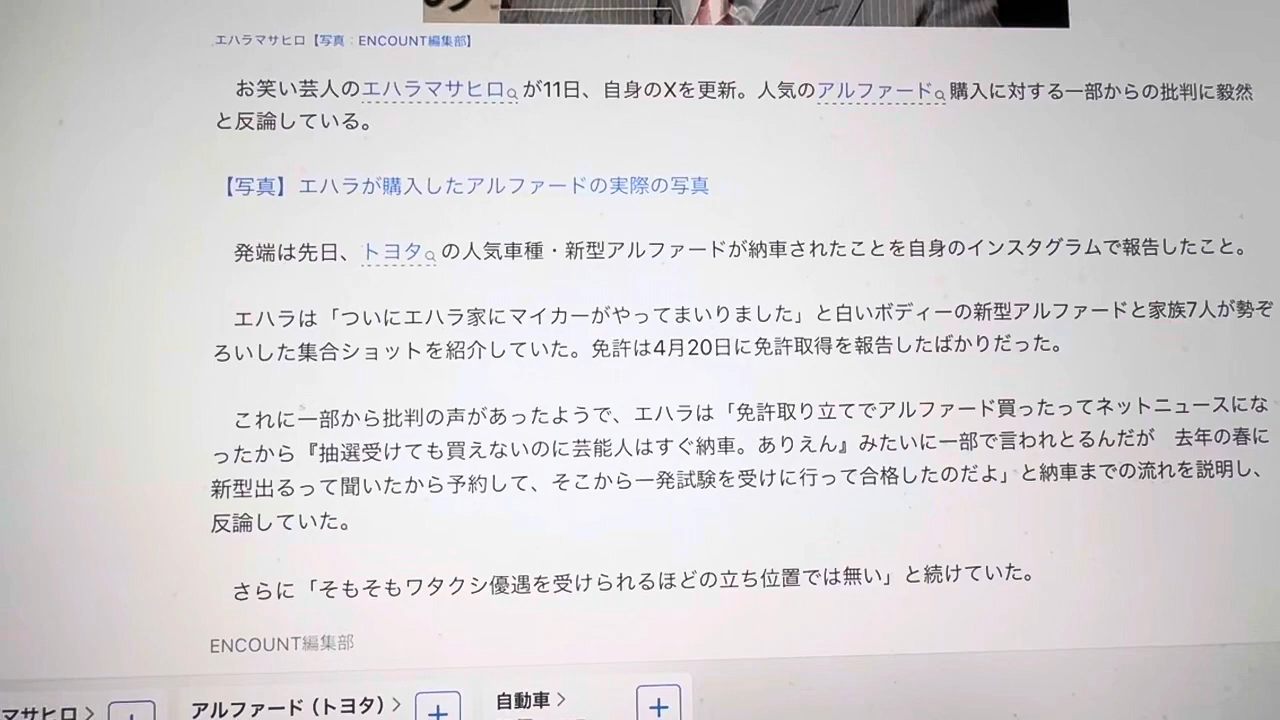 の
エハラマサヒロ【写真：ENCOUNT編集部】
お笑い芸人のエハラマサヒロが11日、自身のXを更新。人気のアルファード購入に対する一部からの批判に毅然
と反論している。
【写真】エハラが購入したアルファードの実際の写真
発端は先日、トヨタの人気車種・新型アルファードが納車されたことを自身のインスタグラムで報告したこと。
エハラは「ついにエハラ家にマイカーがやってまいりました」と白いボディーの新型アルファードと家族7人が勢ぞ
ろいした集合ショットを紹介していた。免許は4月20日に免許取得を報告したばかりだった。
これに一部から批判の声があったようで、エハラは「免許取り立てでアルファード買ったってネットニュースにな
ったから『抽選受けても買えないのに芸能人はすぐ納車。ありえん』みたいに一部で言われとるんだが　去年の春に
新型出るって聞いたから予約して、そこから一発試験を受けに行って合格したのだよ」と納車までの流れを説明し、
反論していた。
さらに「そもそもワタクシ優遇を受けられるほどの立ち位置では無い」と続けていた。
ENCOUNT編集部
マサヒロ＞
アルファード（トヨタ）＞
自動車＞